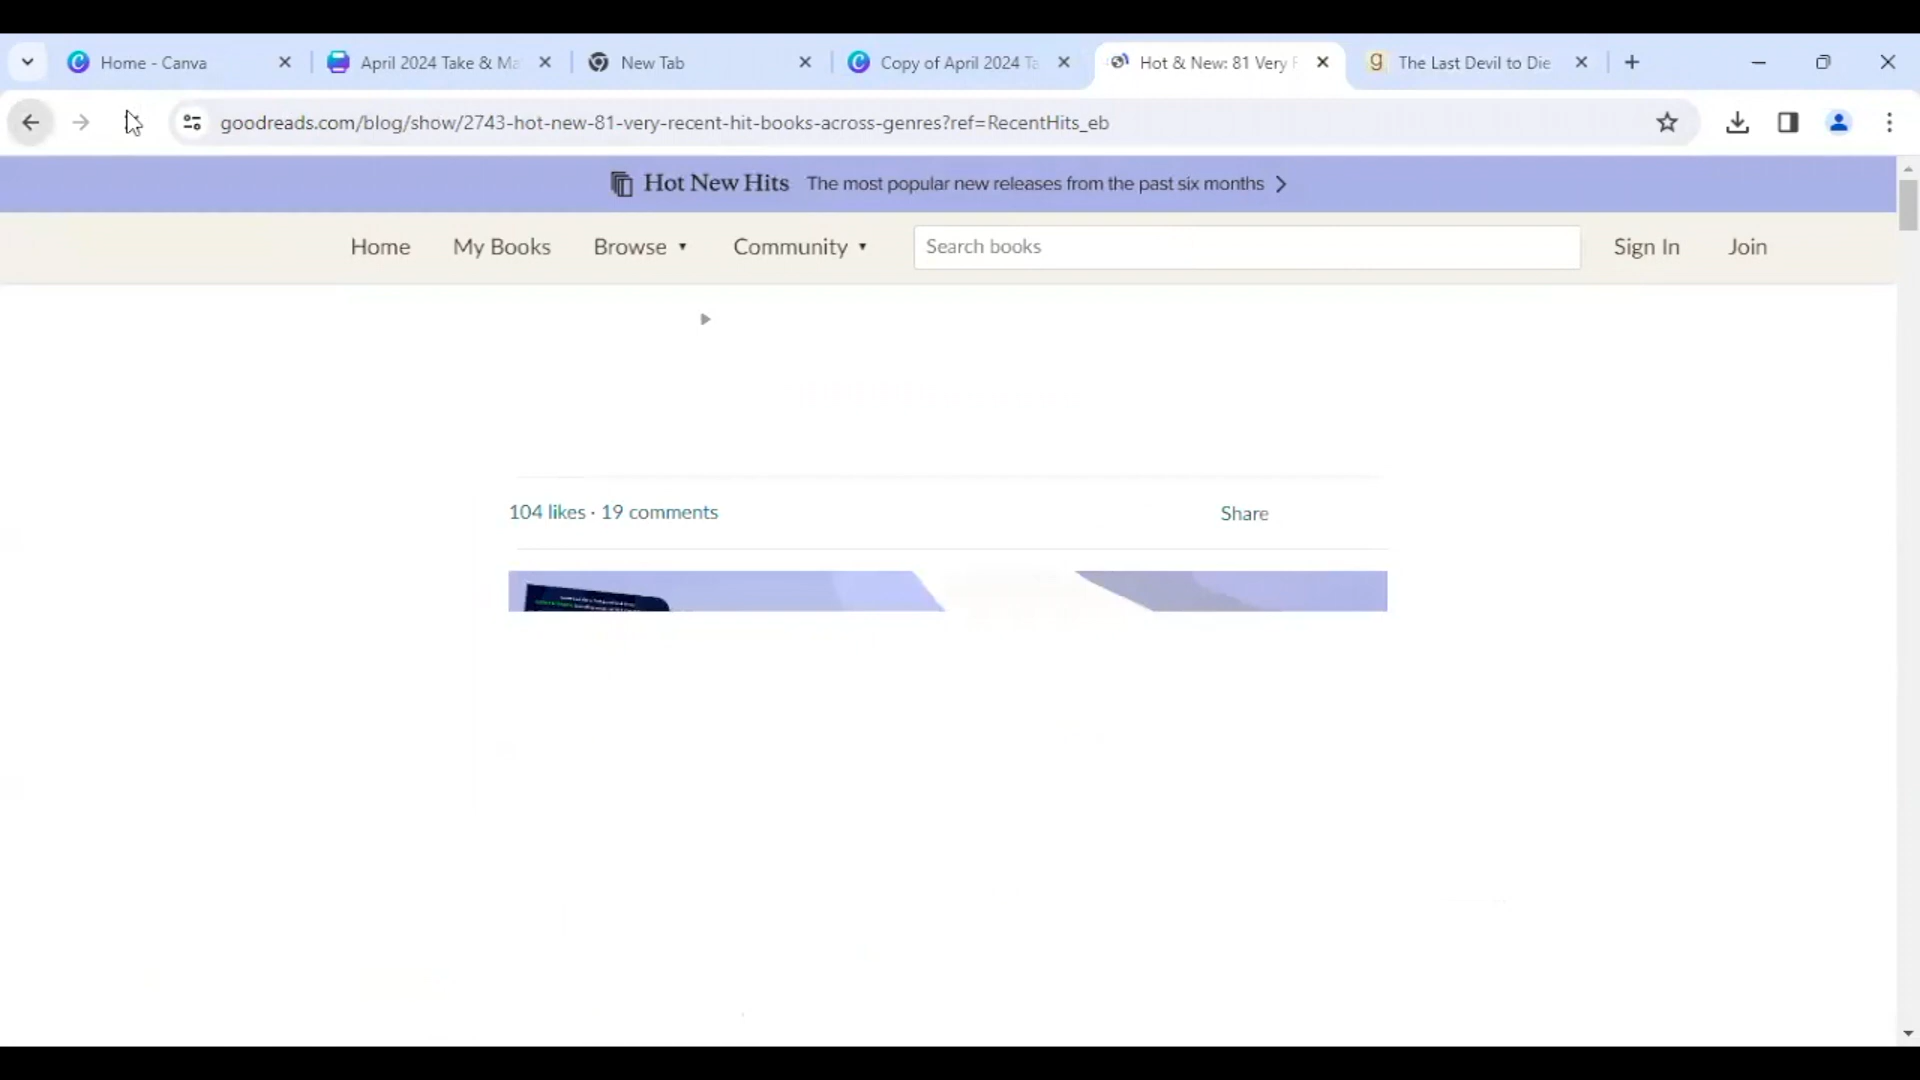 Home - Canva
April 2024 Take & Ma
New Tab
Copy of April 2024 Ta
Hot & New: 81 Very R
The Last Devil to Die
goodreads.com/blog/show/2743-hot-new-81-very-recent-hit-books-across-genres?ref=RecentHits_eb
Hot New Hits The most popular new releases from the past six months
Home My Books Browse Community Search books Sign In Join
104 likes · 19 comments Share